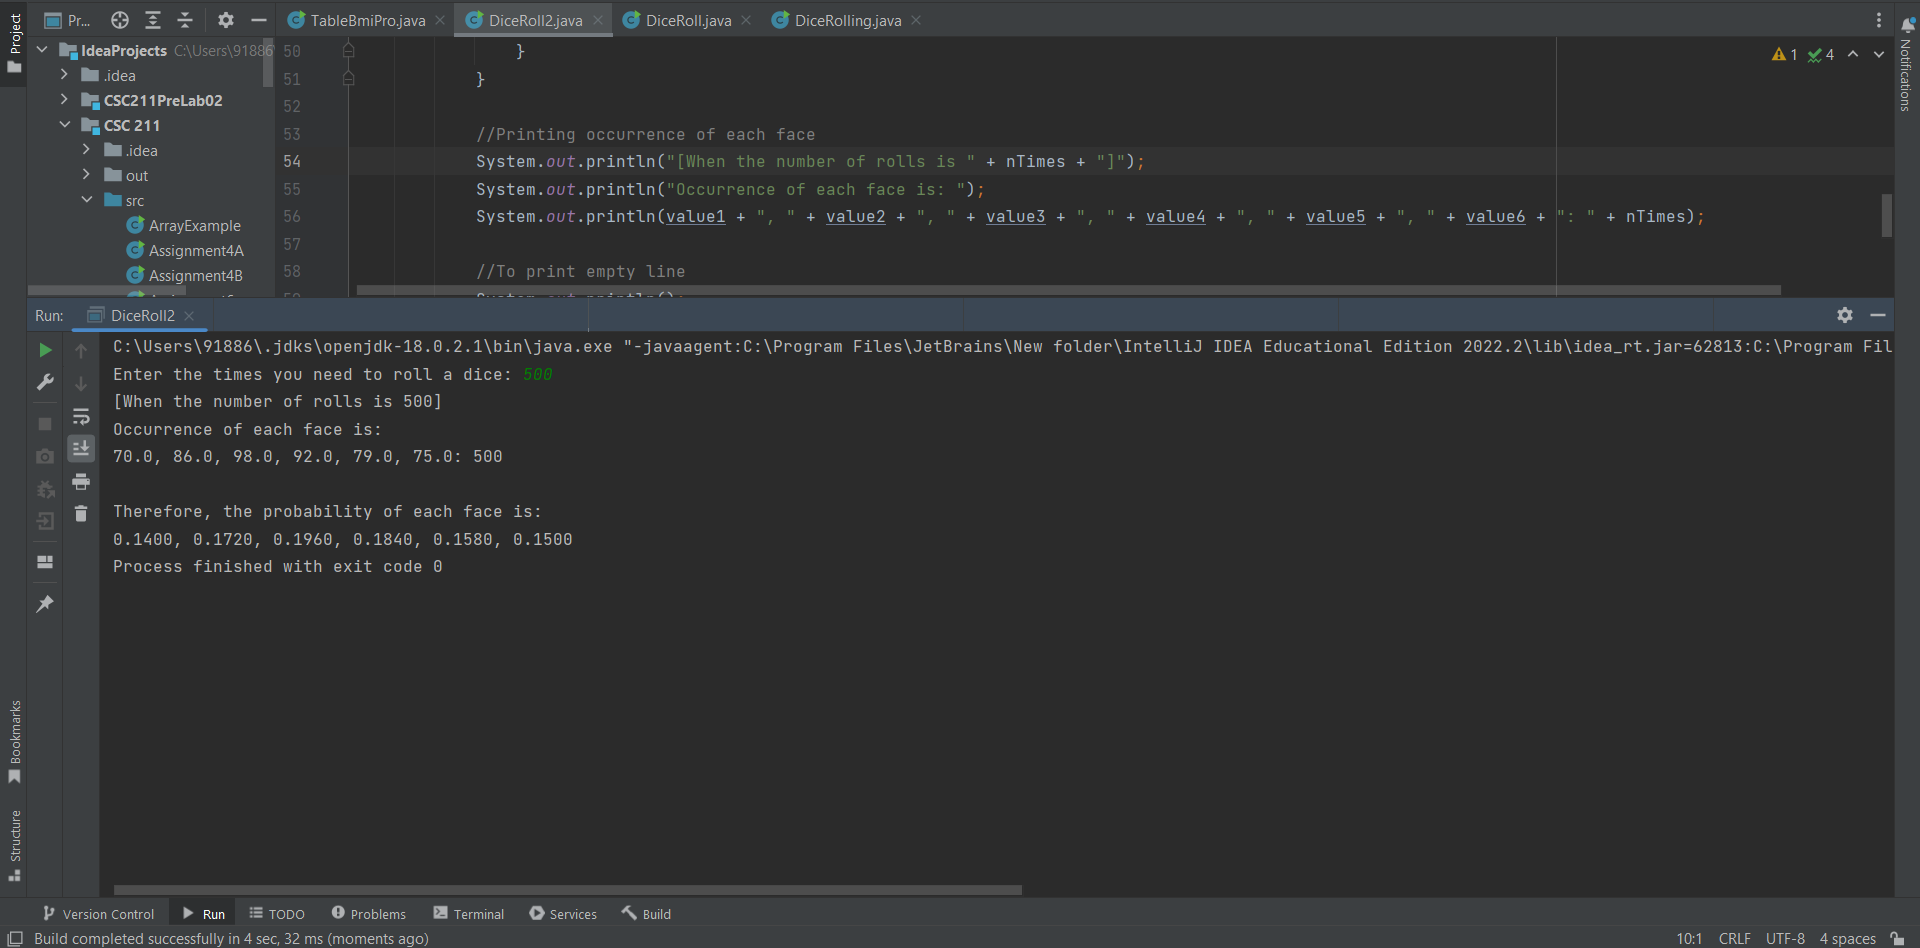 Pr...
TableBmiPro.java
DiceRoll2.java
DiceRoll.java
DiceRolling.java
Project
IdeaProjects C:\Users\91886
.idea
CSC211PreLab02
CSC 211
.idea
out
src
ArrayExample
Assignment4A
Assignment4B
50 }
51 }
52
53 //Printing occurrence of each face
54 System.out.println("[When the number of rolls is " + nTimes + "]");
55 System.out.println("Occurrence of each face is: ");
56 System.out.println(value1 + ", " + value2 + ", " + value3 + ", " + value4 + ", " + value5 + ", " + value6 + ": " + nTimes);
57
58 //To print empty line
1 4
Notifications
Run: DiceRoll2
C:\Users\91886\.jdks\openjdk-18.0.2.1\bin\java.exe "-javaagent:C:\Program Files\JetBrains\New folder\IntelliJ IDEA Educational Edition 2022.2\lib\idea_rt.jar=62813:C:\Program Fil
Enter the times you need to roll a dice: 500
[When the number of rolls is 500]
Occurrence of each face is:
70.0, 86.0, 98.0, 92.0, 79.0, 75.0: 500
Therefore, the probability of each face is:
0.1400, 0.1720, 0.1960, 0.1840, 0.1580, 0.1500
Process finished with exit code 0
Bookmarks
Structure
Version Control Run TODO Problems Terminal Services Build
Build completed successfully in 4 sec, 32 ms (moments ago)
10:1 CRLF UTF-8 4 spaces